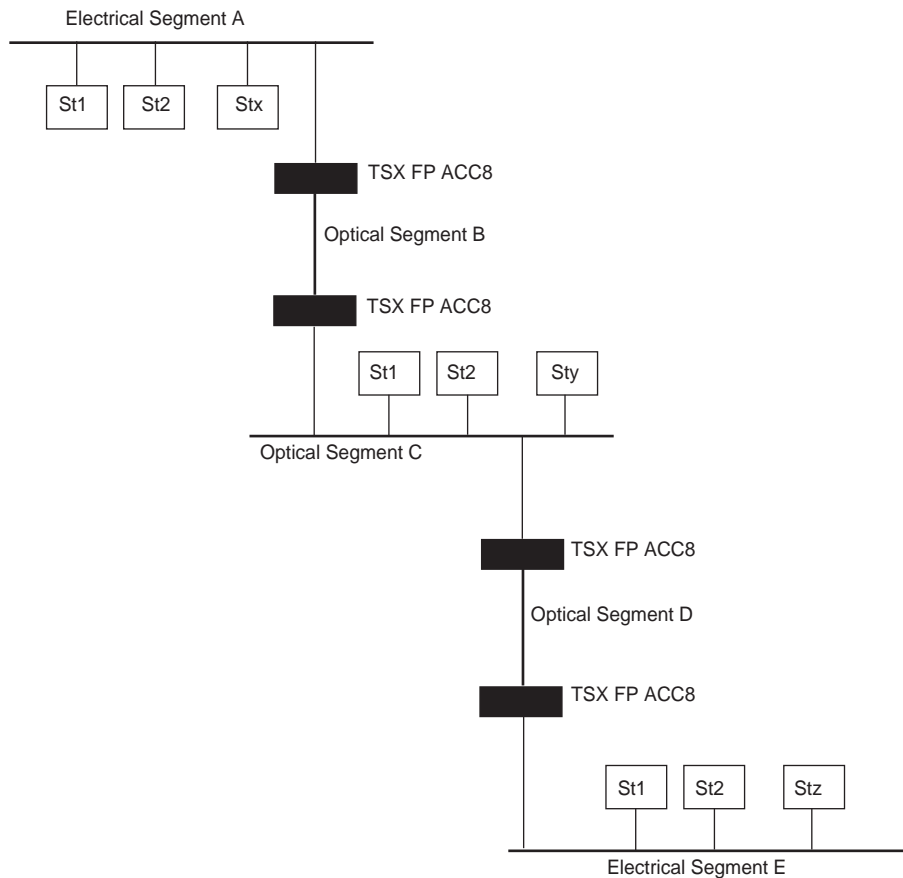 Electrical Segment A
St1 St2 Stx
TSX FP ACC8
Optical Segment B
TSX FP ACC8
St1 St2 Sty
Optical Segment C
TSX FP ACC8
Optical Segment D
TSX FP ACC8
St1 St2 Stz
Electrical Segment E